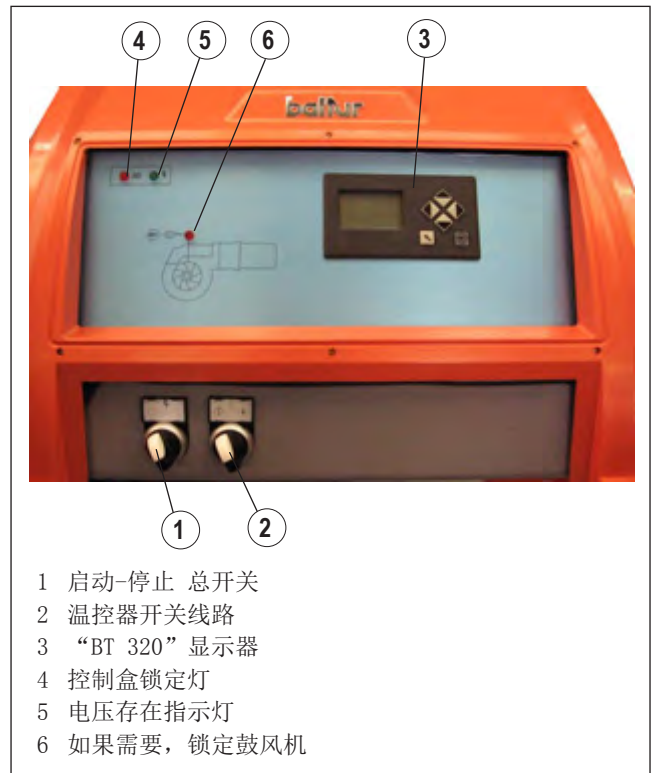 4 5 6 3
baltur
1 2
1 启动-停止 总开关
2 温控器开关线路
3 “BT 320”显示器
4 控制盒锁定灯
5 电压存在指示灯
6 如果需要，锁定鼓风机